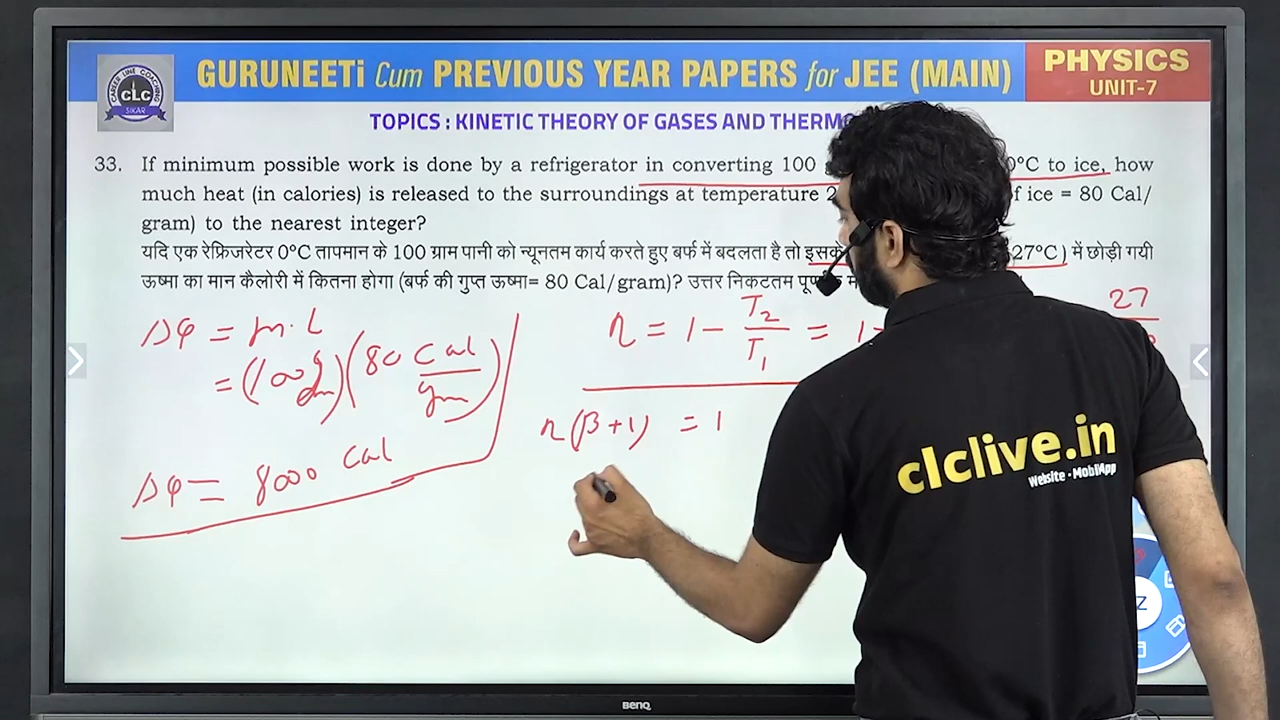 GURUNEETi Cum PREVIOUS YEAR PAPERS for JEE (MAIN)
PHYSICS
UNIT-7
CLC
SIKAR
TOPICS : KINETIC THEORY OF GASES AND THERMO
33. If minimum possible work is done by a refrigerator in converting 100 0°C to ice, how
much heat (in calories) is released to the surroundings at temperature 2 f ice = 80 Cal/
gram) to the nearest integer?
यदि एक रेफ्रिजरेटर 0°C तापमान के 100 ग्राम पानी को न्यूनतम कार्य करते हुए बर्फ में बदलता है तो इसके 27°C) में छोड़ी गयी
ऊष्मा का मान कैलोरी में कितना होगा (बर्फ की गुप्त ऊष्मा= 80 Cal/gram)? उत्तर निकटतम
ΔQ = m.L
= (100 gm)(80 Cal/gm)
ΔQ = 8000 Cal
η = 1 - T2/T1 = 1- 27
η(β+1) = 1
clclive.in
Website - MobiApp
BENQ